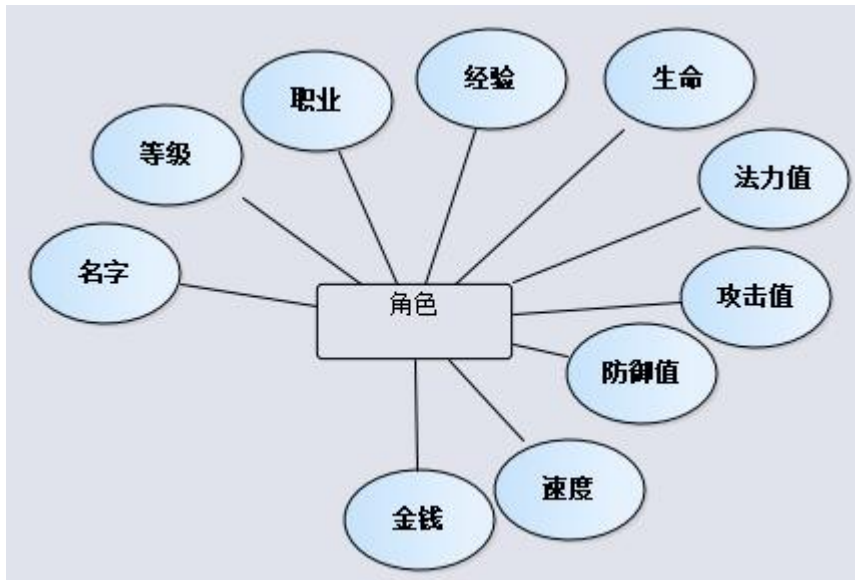 经验
生命
职业
等级
法力值
名字
攻击值
角色
防御值
速度
金钱